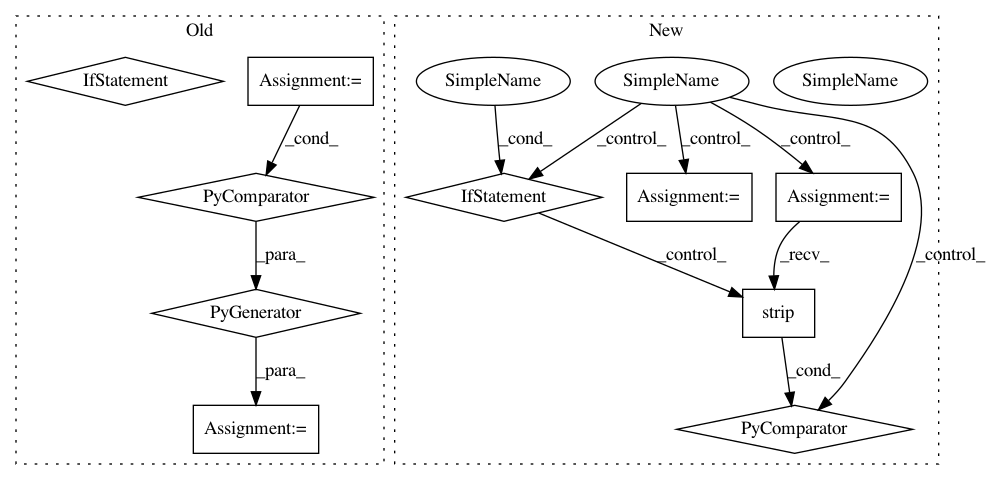 Old
New
IfStatement
Assignment:=
SimpleName
SimpleName
SimpleName
_cond_
_cond_
_control_
_control_
_control_
PyComparator
IfStatement
Assignment:=
Assignment:=
_para_
_control_
_recv_
_control_
PyGenerator
strip
_para_
_cond_
Assignment:=
PyComparator